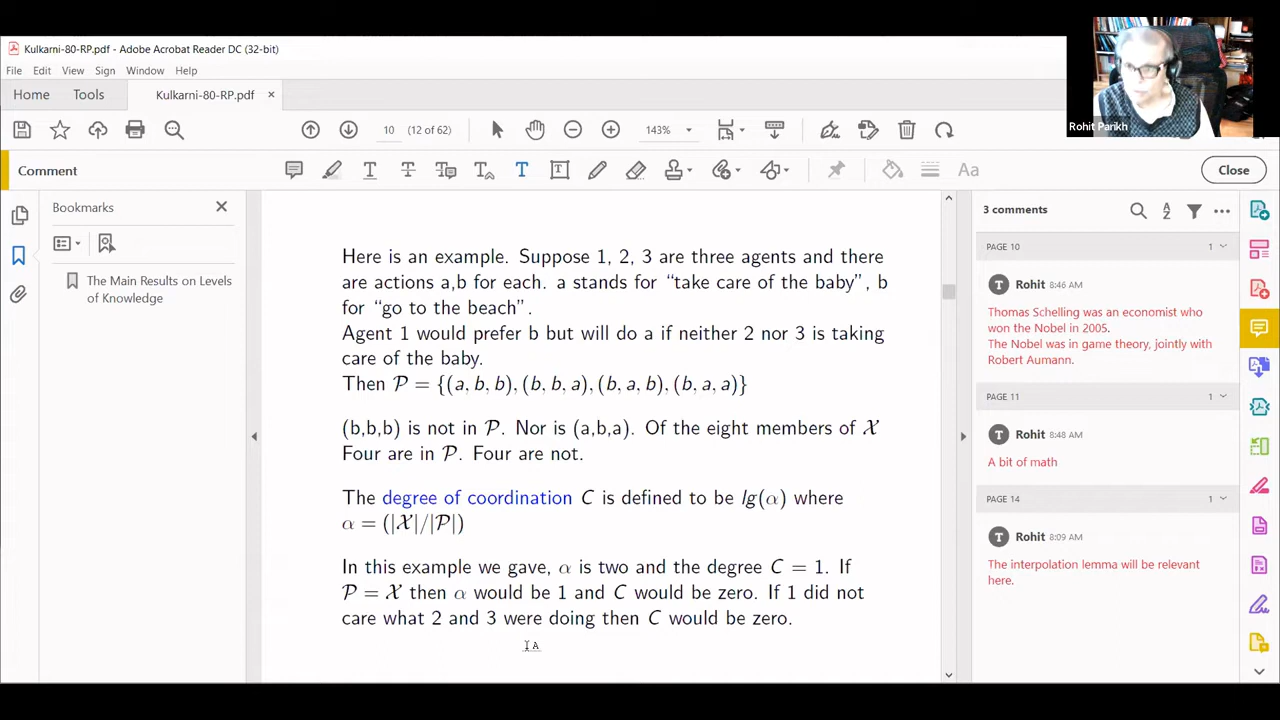 Kulkarni-80-RP.pdf - Adobe Acrobat Reader DC (32-bit)
File Edit View Sign Window Help
Home Tools Kulkarni-80-RP.pdf ×
10 (12 of 62) 143%
Rohit Parikh
Comment
Close
Bookmarks
The Main Results on Levels
of Knowledge
Here is an example. Suppose 1, 2, 3 are three agents and there
are actions a,b for each. a stands for “take care of the baby”, b
for “go to the beach”.
Agent 1 would prefer b but will do a if neither 2 nor 3 is taking
care of the baby.
Then 𝒫 = {(a, b, b), (b, b, a), (b, a, b), (b, a, a)}
(b,b,b) is not in 𝒫. Nor is (a,b,a). Of the eight members of 𝒳
Four are in 𝒫. Four are not.
The degree of coordination C is defined to be lg(α) where
α = (|𝒳|/|𝒫|)
In this example we gave, α is two and the degree C = 1. If
𝒫 = 𝒳 then α would be 1 and C would be zero. If 1 did not
care what 2 and 3 were doing then C would be zero.
3 comments
PAGE 10 1
Rohit 8:46 AM
Thomas Schelling was an economist who
won the Nobel in 2005.
The Nobel was in game theory, jointly with
Robert Aumann.
PAGE 11 1
Rohit 8:48 AM
A bit of math
PAGE 14 1
Rohit 8:09 AM
The interpolation lemma will be relevant
here.